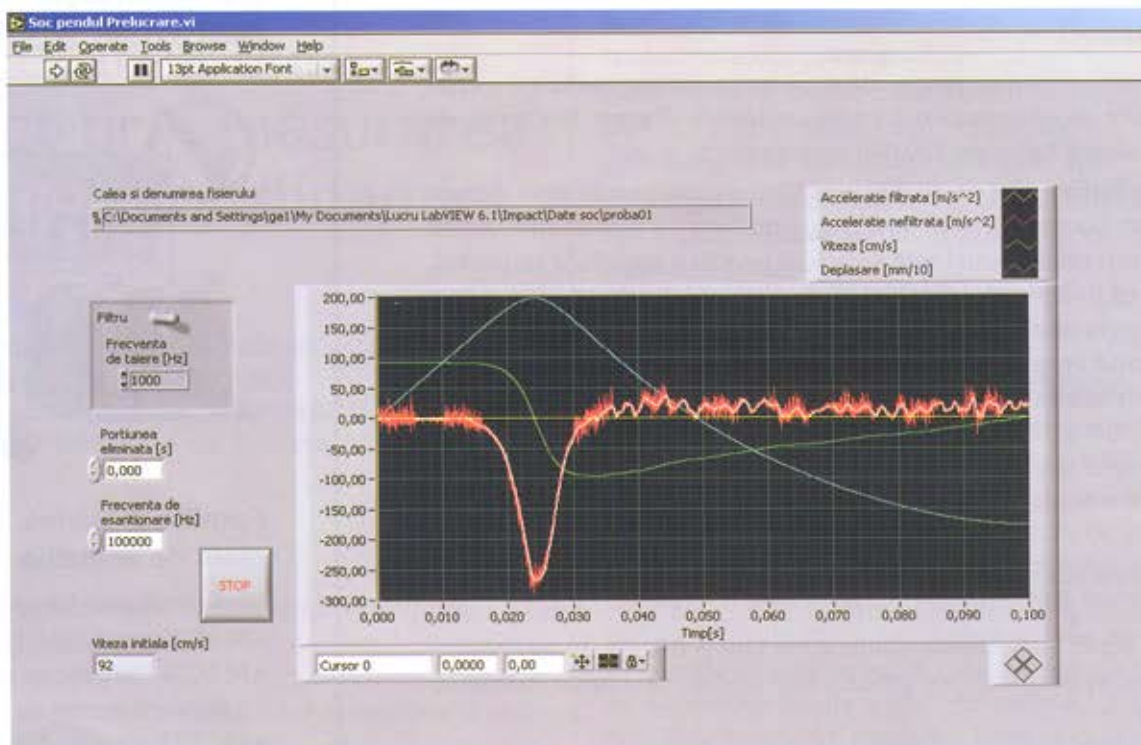 Soc pendul Prelucrare.vi
File Edit Operate Tools Browse Window Help
13pt Application Font
Calea si denumirea fisierului
C:\Documents and Settings\ge1\My Documents\Lucru LabVIEW 6.1\Impact\Date soc\proba01
Acceleratie filtrata [m/s^2]
Acceleratie nefiltrata [m/s^2]
Viteza [cm/s]
Deplasare [mm/10]
Filtru
Frecventa
de taiere [Hz]
1000
Portiunea
eliminata [s]
0,000
Frecventa de
esantionare [Hz]
100000
STOP
Viteza initiala [cm/s]
92
200,00
150,00
100,00
50,00
0,00
-50,00
-100,00
-150,00
-200,00
-250,00
-300,00
0,000 0,010 0,020 0,030 0,040 0,050 0,060 0,070 0,080 0,090 0,100
Timp[s]
Cursor 0 0,0000 0,00